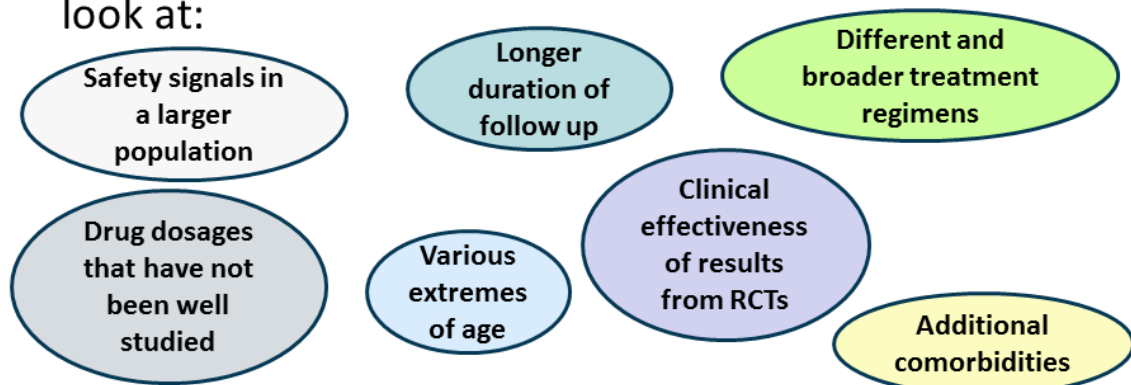 look at:
Safety signals in
a larger
population
Longer
duration of
follow up
Different and
broader treatment
regimens
Drug dosages
that have not
been well
studied
Various
extremes
of age
Clinical
effectiveness
of results
from RCTs
Additional
comorbidities